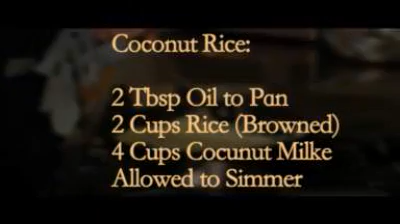 Coconut Rice:
2 Tbsp Oil to Pan
2 Cups Rice (Browned)
4 Cups Cocunut Milke
Allowed to Simmer